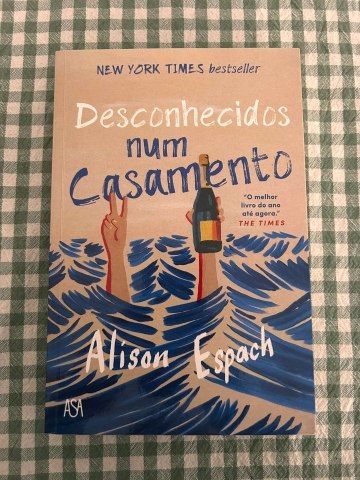 NEW YORK TIMES bestseller
Desconhecidos
num
Casamento
"O melhor
livro do ano
até agora."
THE TIMES
Alison Espach
ASA